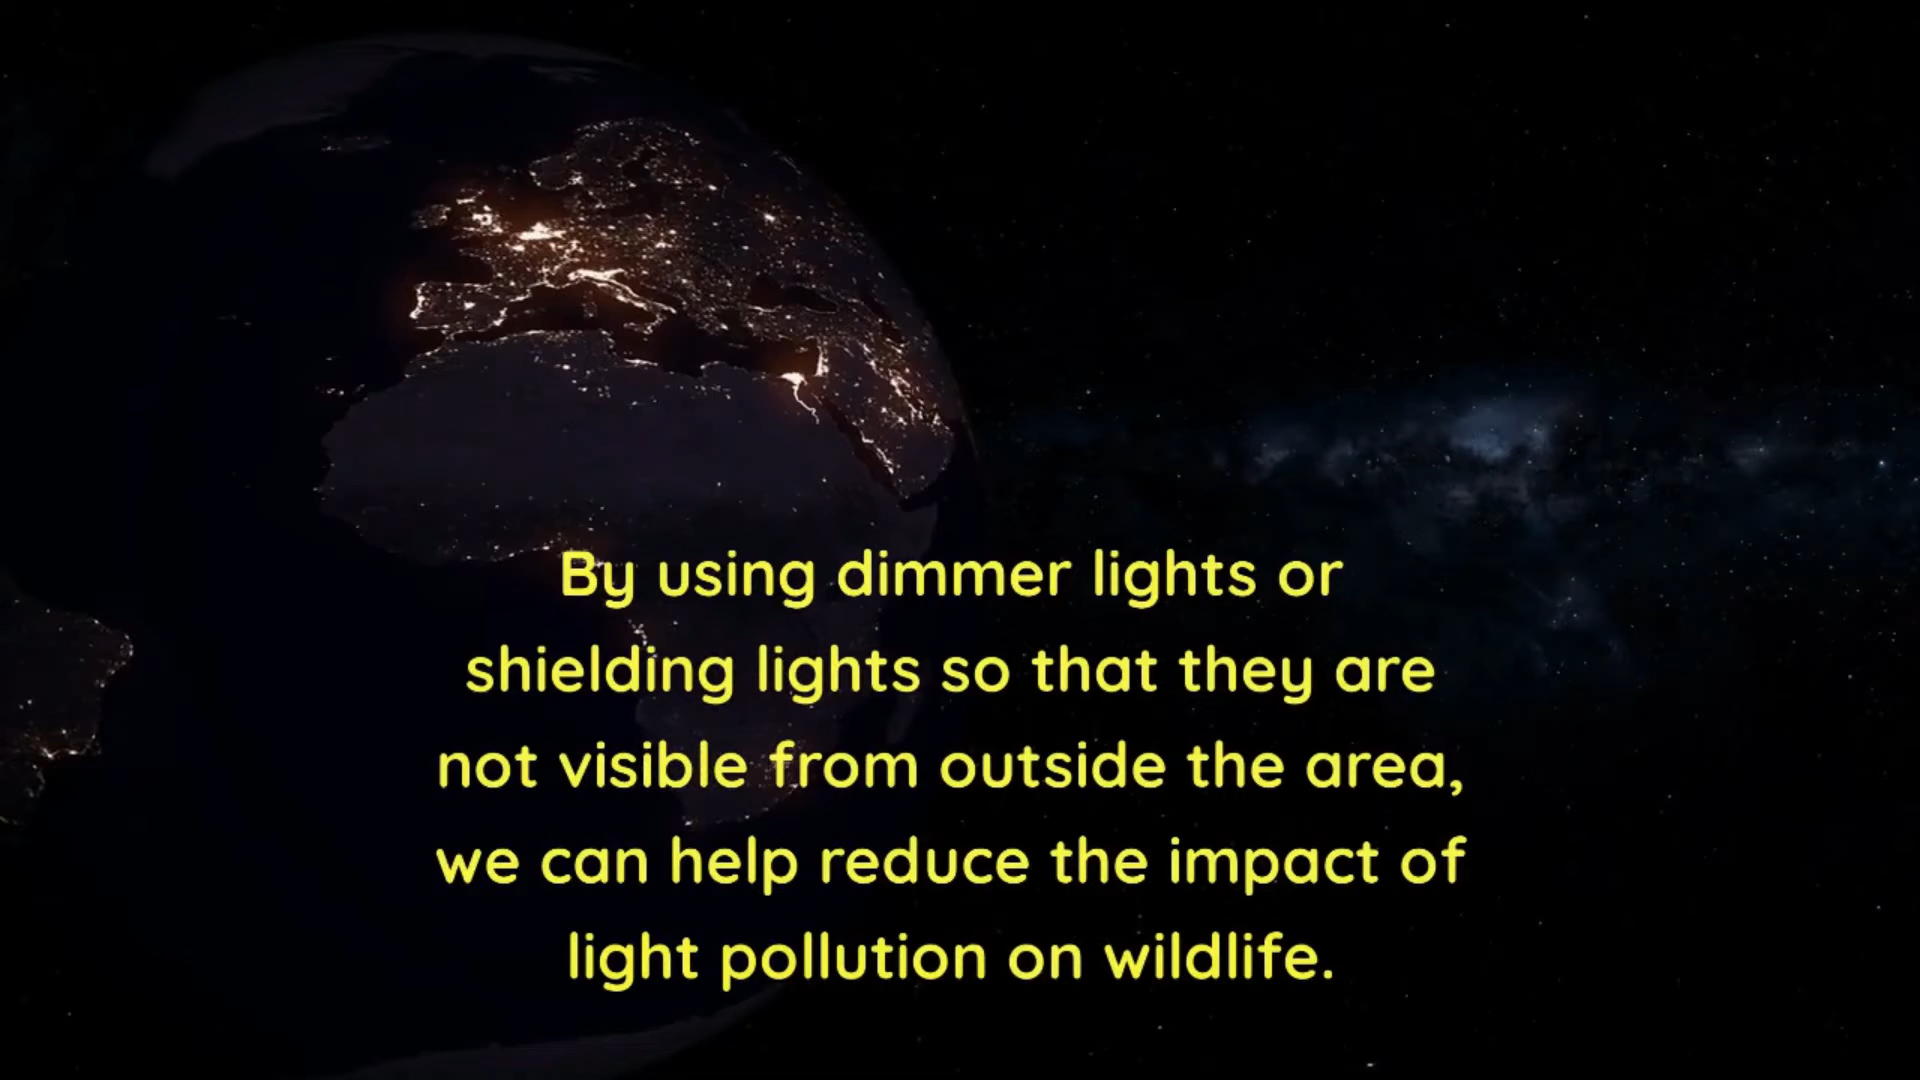 By using dimmer lights or
shielding lights so that they are
not visible from outside the area,
we can help reduce the impact of
light pollution on wildlife.